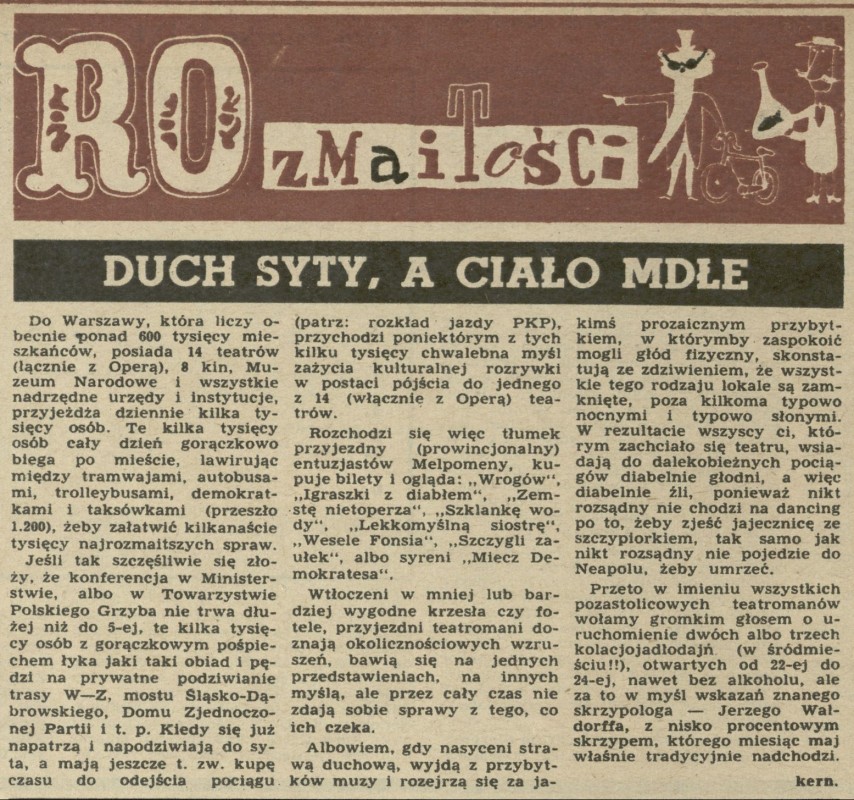 ROzmaiTości
DUCH SYTY, A CIAŁO MDŁE
Do Warszawy, która liczy o-
becnie ponad 600 tysięcy mie-
szkańców, posiada 14 teatrów
(łącznie z Operą), 8 kin, Mu-
zeum Narodowe i wszystkie
nadrzędne urzędy i instytucje,
przyjeżdża dziennie kilka ty-
sięcy osób. Te kilka tysięcy
osób cały dzień gorączkowo
biega po mieście, lawirując
między tramwajami, autobusa-
mi, trolleybusami, demokrat-
kami i taksówkami (przeszło
1.200), żeby załatwić kilkanaście
tysięcy najrozmaitszych spraw.
Jeśli tak szczęśliwie się zło-
ży, że konferencja w Minister-
stwie, albo w Towarzystwie
Polskiego Grzyba nie trwa dłu-
żej niż do 5-ej, te kilka tysię-
cy osób z gorączkowym pośpie-
chem łyka jaki taki obiad i pę-
dzi na prywatne podziwianie
trasy W—Z, mostu Śląsko-Dą-
browskiego, Domu Zjednoczo-
nej Partii i t. p. Kiedy się już
napatrzą i napodziwiają do sy-
ta, a mają jeszcze t. zw. kupę
czasu do odejścia pociągu
(patrz: rozkład jazdy PKP),
przychodzi poniektórym z tych
kilku tysięcy chwalebna myśl
zażycia kulturalnej rozrywki
w postaci pójścia do jednego
z 14 (włącznie z Operą) tea-
trów.
Rozchodzi się więc tłumek
przyjezdny (prowincjonalny)
entuzjastów Melpomeny, ku-
puje bilety i ogląda: „Wrogów“,
„Igraszki z diabłem“, „Zem-
stę nietoperza“, „Szklankę wo-
dy“, „Lekkomyślną siostrę“,
„Wesele Fonsia“, „Szczygli za-
ułek“, albo syreni „Miecz De-
mokratesa“.
Wtłoczeni w mniej lub bar-
dziej wygodne krzesła czy fo-
tele, przyjezdni teatromani do-
znają okolicznościowych wzru-
szeń, bawią się na jednych
przedstawieniach, na innych
myślą, ale przez cały czas nie
zdają sobie sprawy z tego, co
ich czeka.
Albowiem, gdy nasyceni stra-
wą duchową, wyjdą z przybyt-
ków muzy i rozejrzą się za ja-
kimś prozaicznym przybyt-
kiem, w którymby zaspokoić
mogli głód fizyczny, skonsta-
tują ze zdziwieniem, że wszyst-
kie tego rodzaju lokale są zam-
knięte, poza kilkoma typowo
nocnymi i typowo słonymi.
W rezultacie wszyscy ci, któ-
rym zachciało się teatru, wsia-
dają do dalekobieżnych pocią-
gów diabelnie głodni, a więc
diabelnie źli, ponieważ nikt
rozsądny nie chodzi na dancing
po to, żeby zjeść jajecznicę ze
szczypiorkiem, tak samo jak
nikt rozsądny nie pojedzie do
Neapolu, żeby umrzeć.
Przeto w imieniu wszystkich
pozastolicowych teatromanów
wołamy gromkim głosem o u-
ruchomienie dwóch albo trzech
kolacjojadłodajń (w śródmie-
ściu!!), otwartych od 22-ej do
24-ej, nawet bez alkoholu, ale
za to w myśl wskazań znanego
skrzypologa — Jerzego Wal-
dorffa, z nisko procentowym
skrzypem, którego miesiąc maj
właśnie tradycyjnie nadchodzi.
kern.